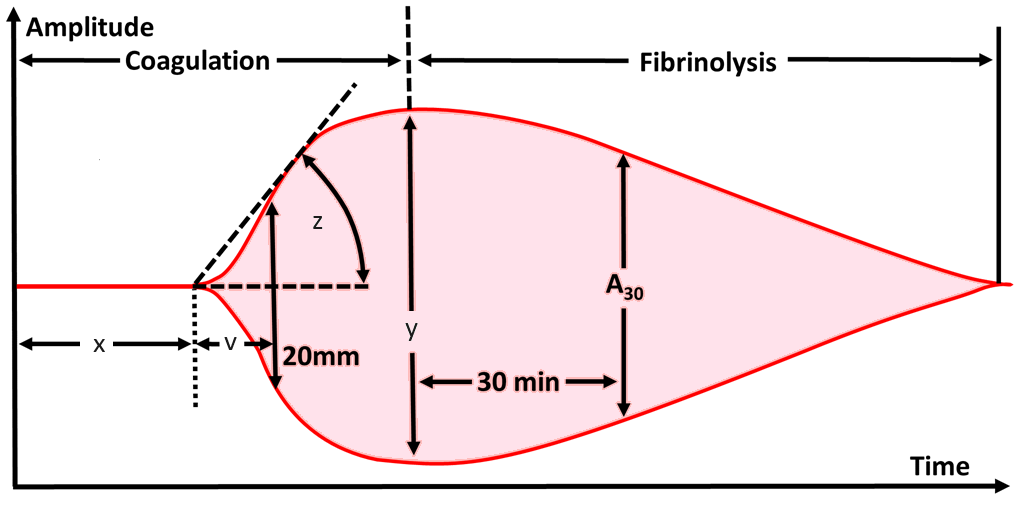 Amplitude
Coagulation
Fibrinolysis
z
A30
y
x
v
20mm
30 min
Time